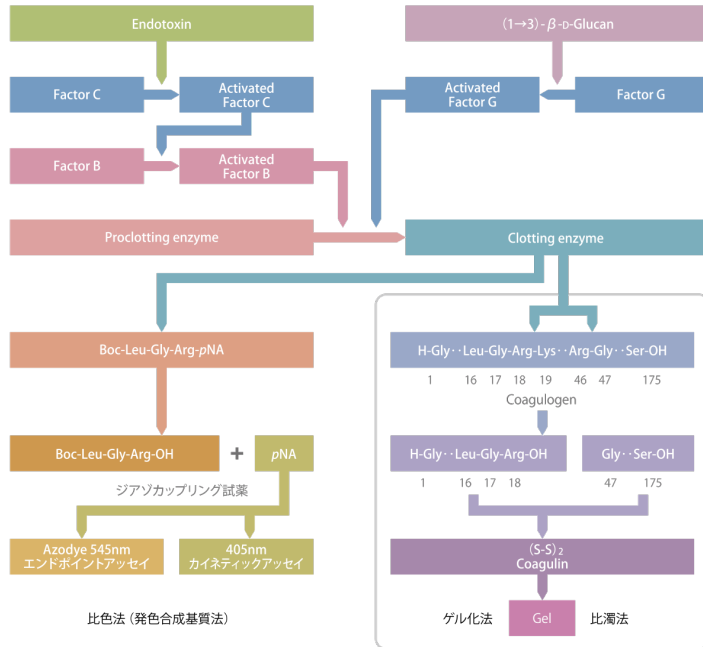 Endotoxin
(1→3)-β-D-Glucan
Factor C
Activated
Factor C
Activated
Factor G
Factor G
Factor B
Activated
Factor B
Proclotting enzyme
Clotting enzyme
Boc-Leu-Gly-Arg-pNA
H-Gly··Leu-Gly-Arg-Lys··Arg-Gly··Ser-OH
1 16 17 18 19 46 47 175
Coagulogen
Boc-Leu-Gly-Arg-OH + pNA
H-Gly··Leu-Gly-Arg-OH
Gly··Ser-OH
1 16 17 18
47 175
ジアゾカップリング試薬
Azodye 545nm
エンドポイントアッセイ
405nm
カイネティックアッセイ
(S-S)₂
Coagulin
比色法（発色合成基質法）
ゲル化法 Gel 比濁法